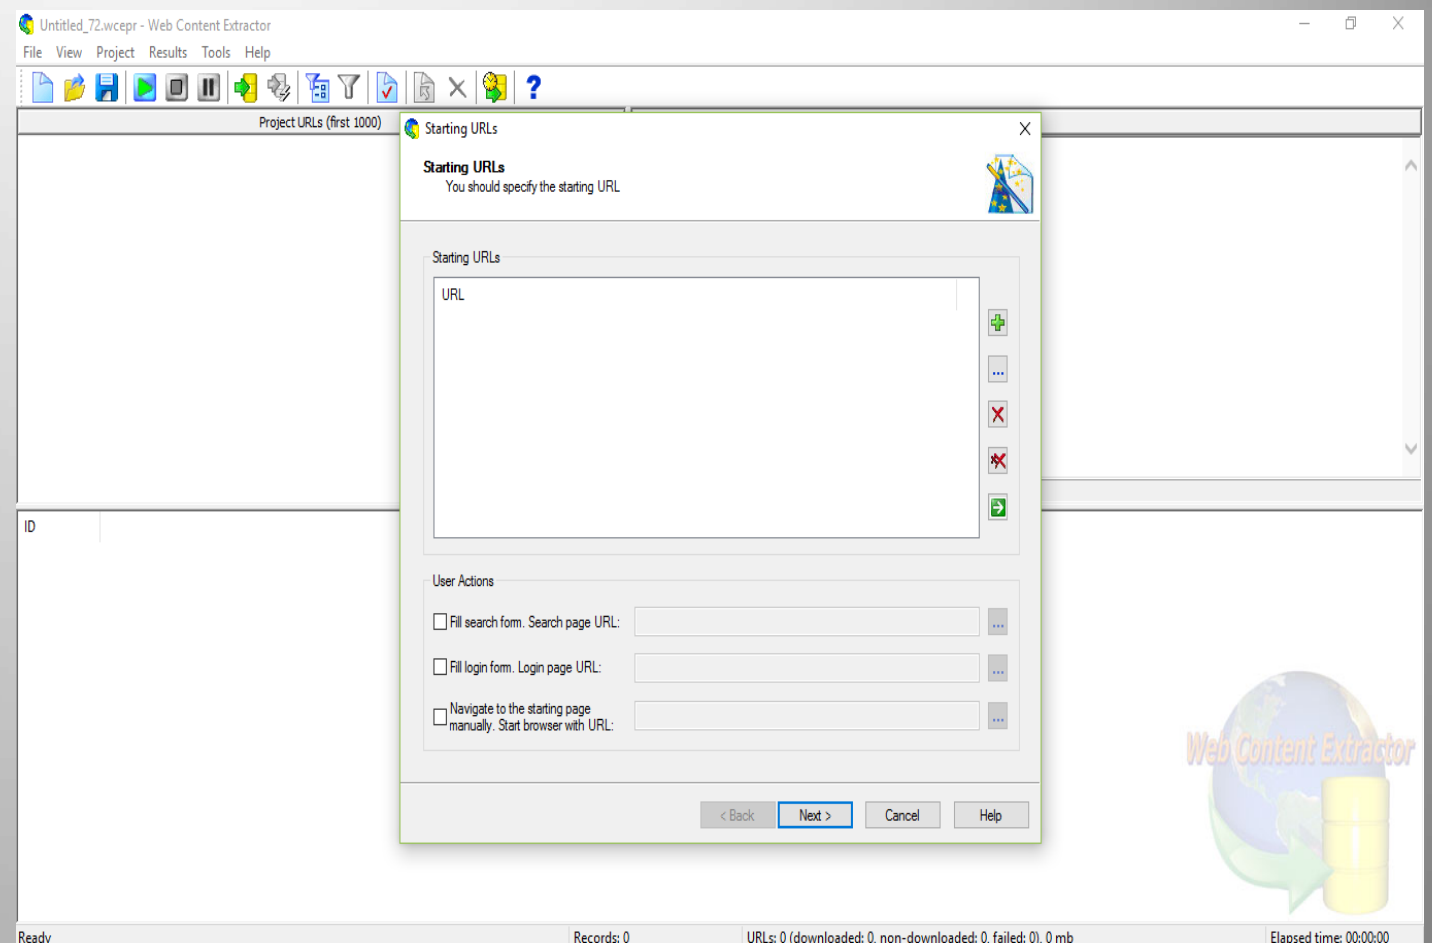 Untitled_72.wcepr - Web Content Extractor
File View Project Results Tools Help
Project URLs (first 1000)
Starting URLs
Starting URLs
You should specify the starting URL
Starting URLs
URL
ID
User Actions
Fill search form. Search page URL:
...
Fill login form. Login page URL:
...
Navigate to the starting page
manually. Start browser with URL:
...
Web Content Extractor
< Back Next > Cancel Help
Ready Records: 0 URLs: 0 (downloaded: 0, non-downloaded: 0, failed: 0), 0 mb Elapsed time: 00:00:00